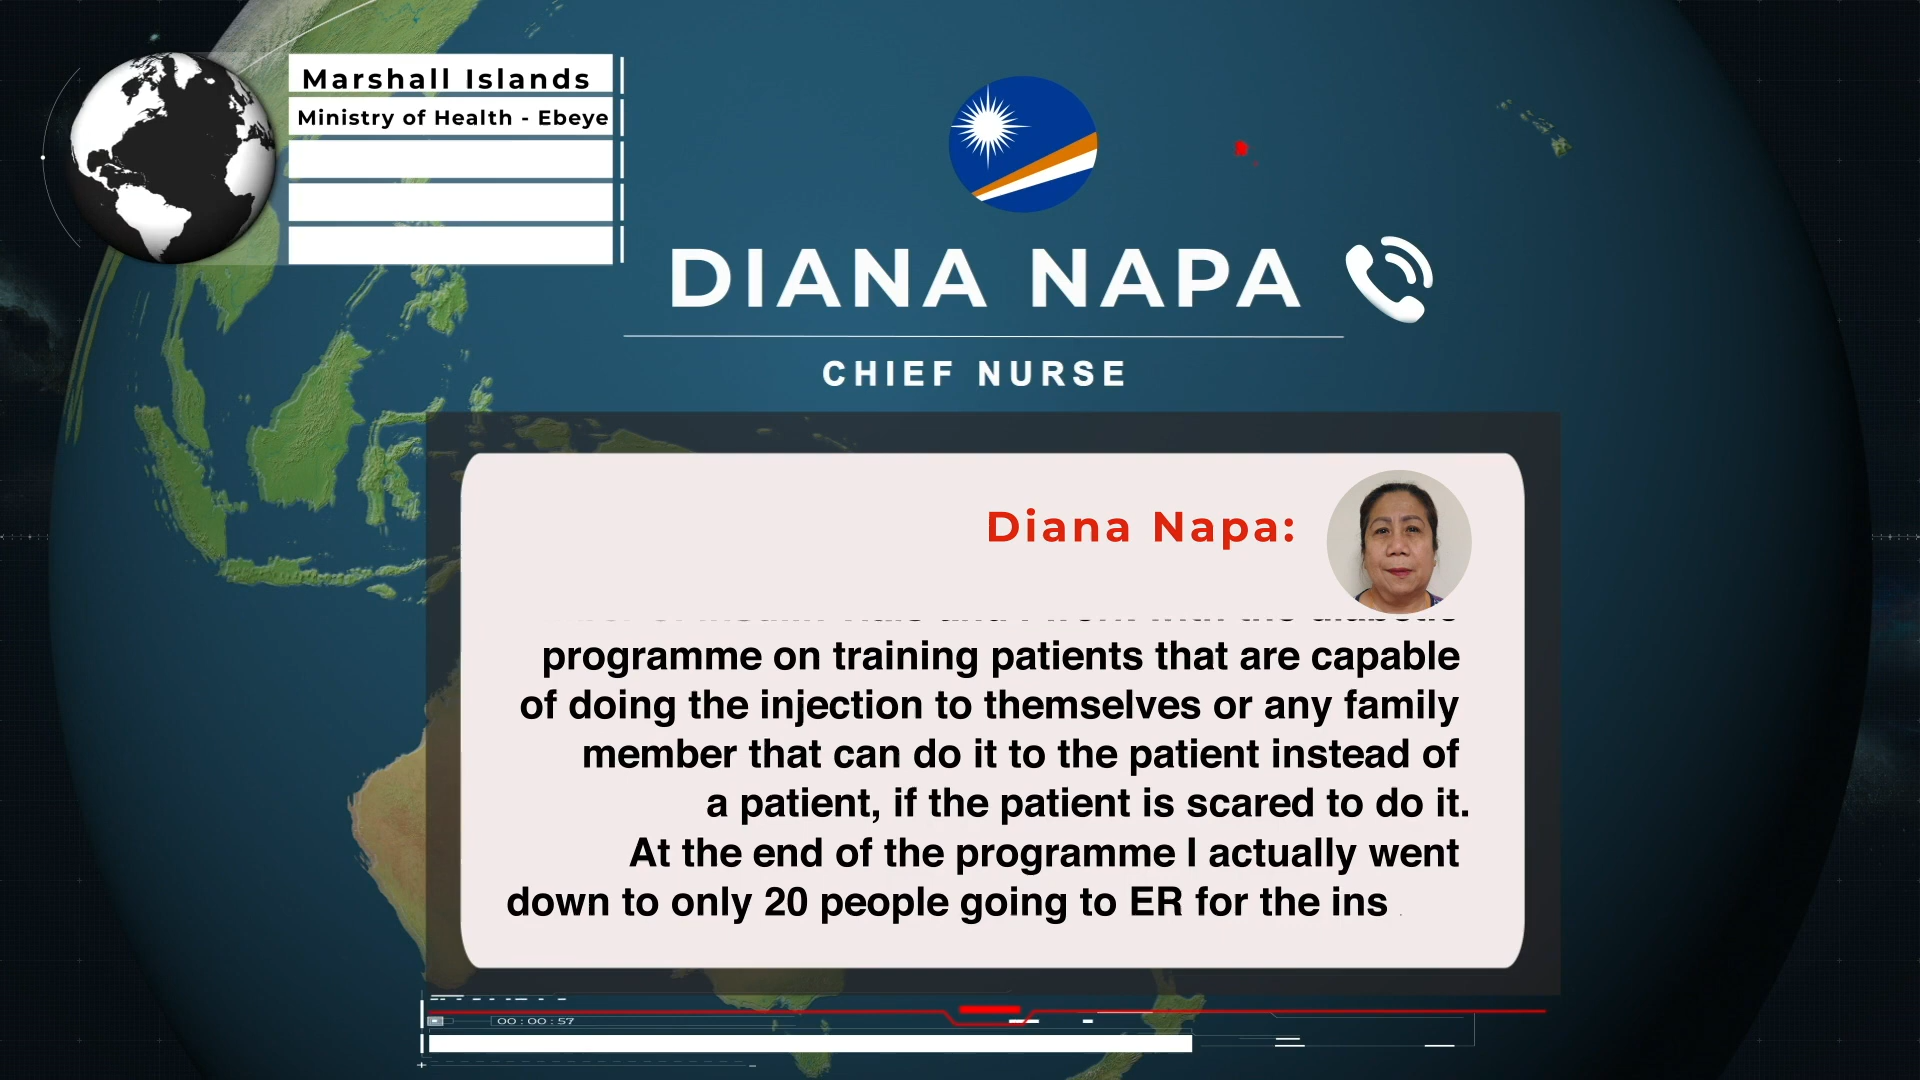 Marshall Islands
Ministry of Health - Ebeye
DIANA NAPA
CHIEF NURSE
Diana Napa:
programme on training patients that are capable
of doing the injection to themselves or any family
member that can do it to the patient instead of
a patient, if the patient is scared to do it.
At the end of the programme I actually went
down to only 20 people going to ER for the ins
00:00:57